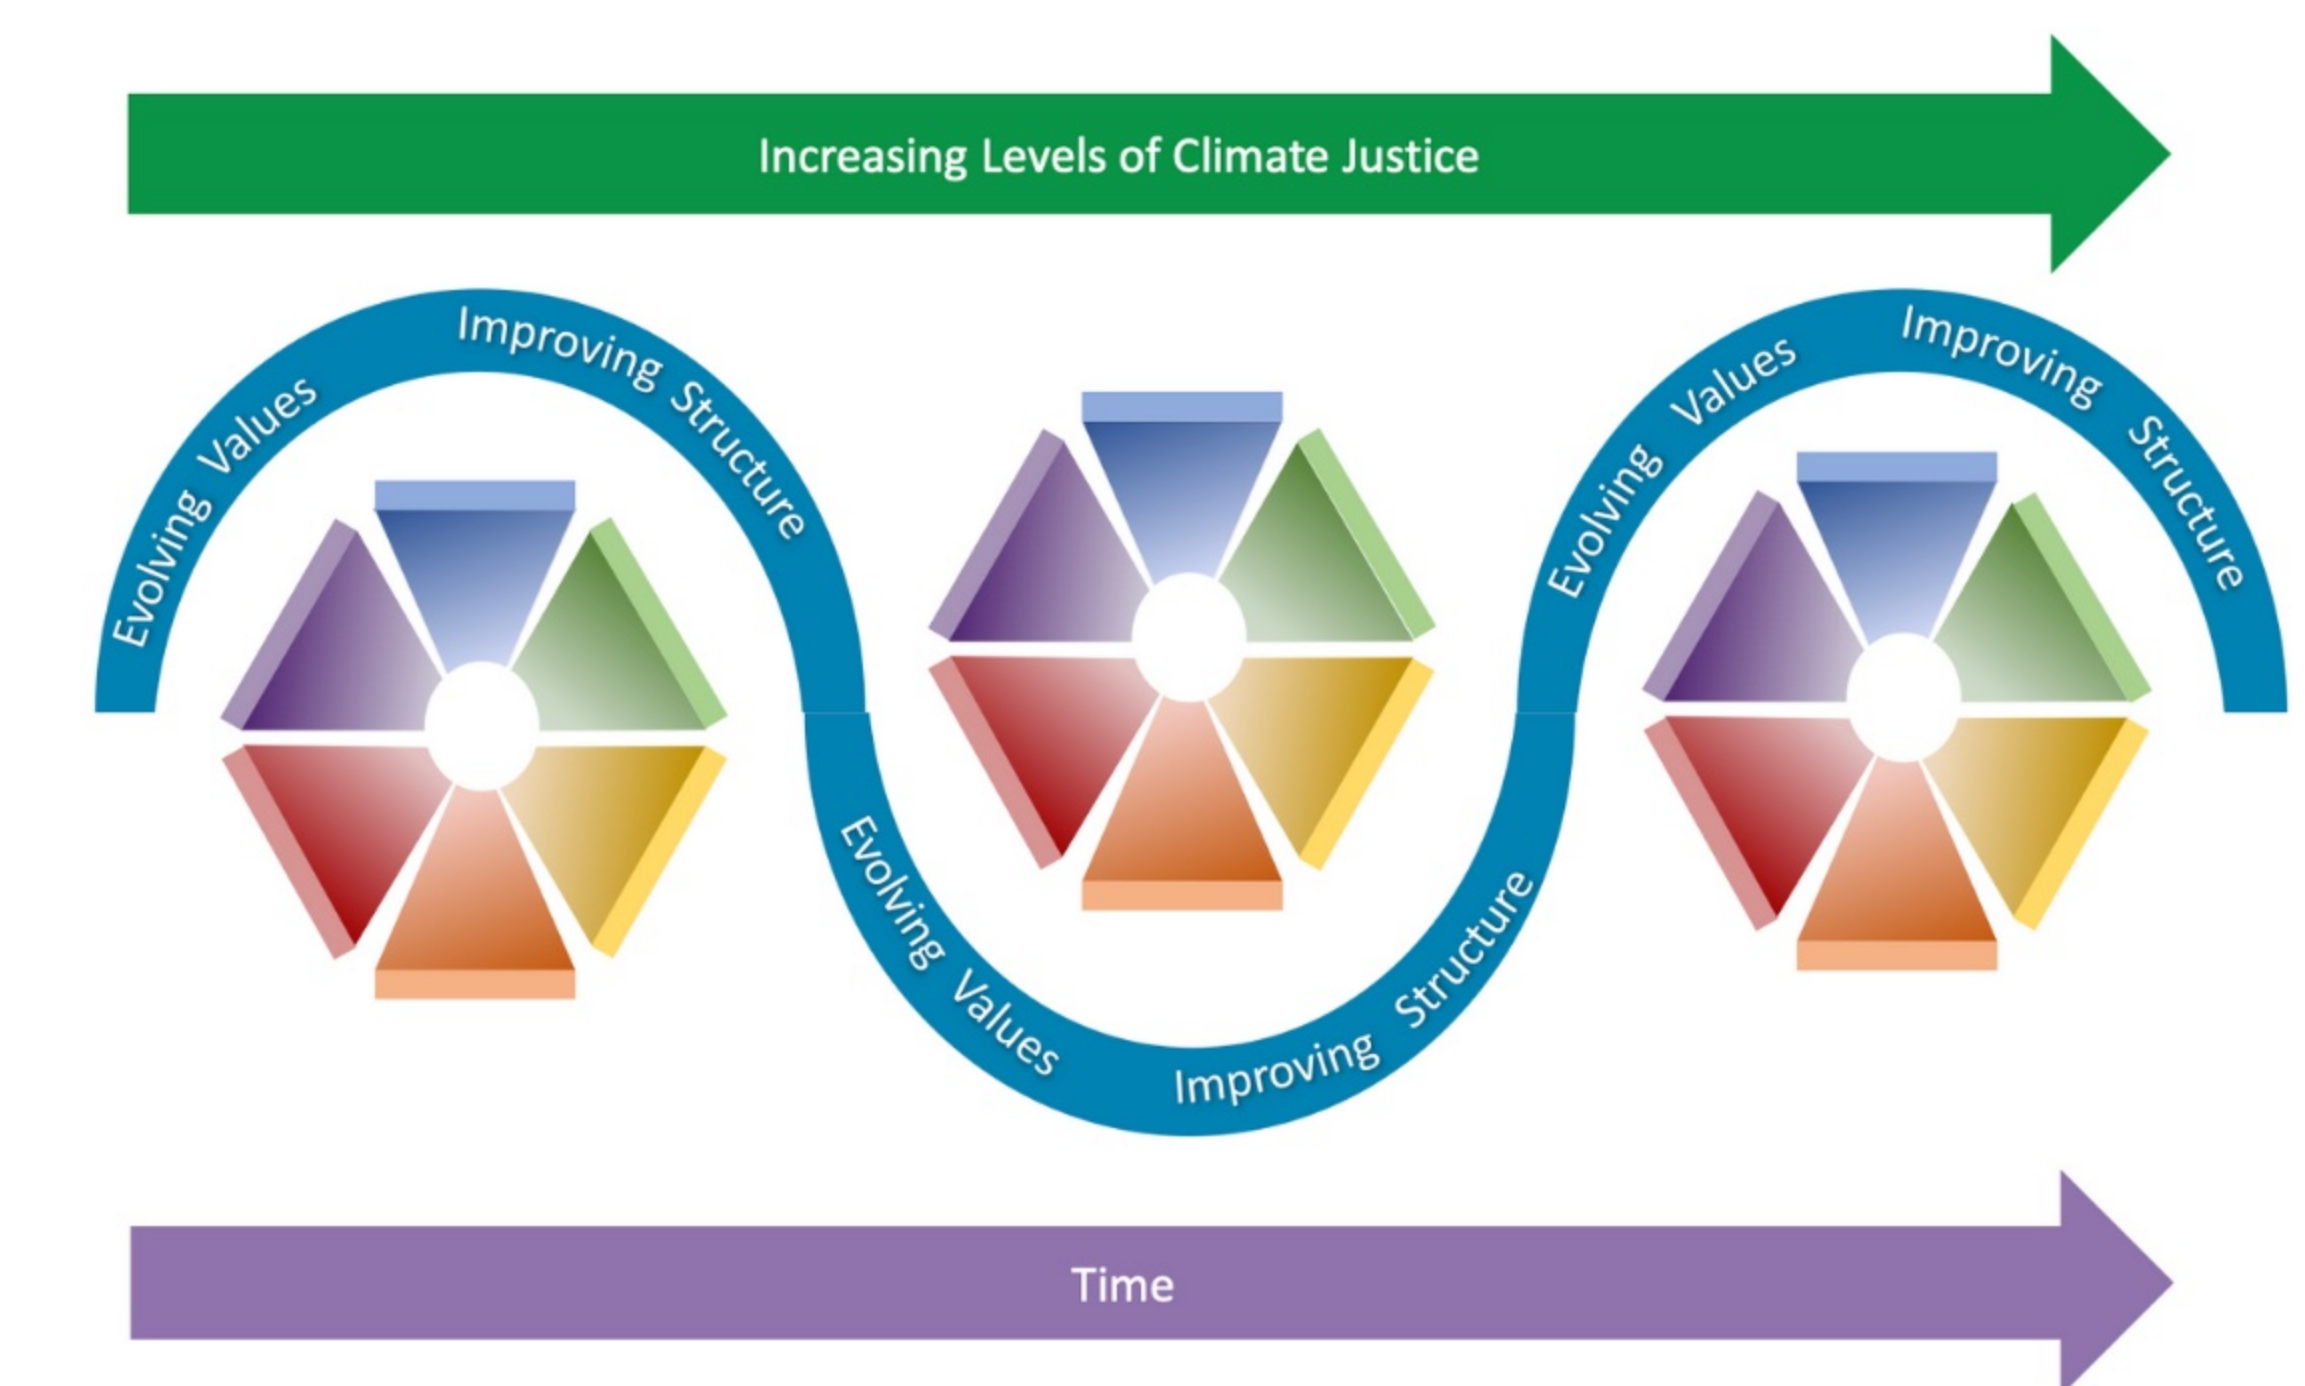 Increasing Levels of Climate Justice
Evolving Values
Improving Structure
Evolving Values
Improving Structure
Evolving Values
Improving Structure
Time